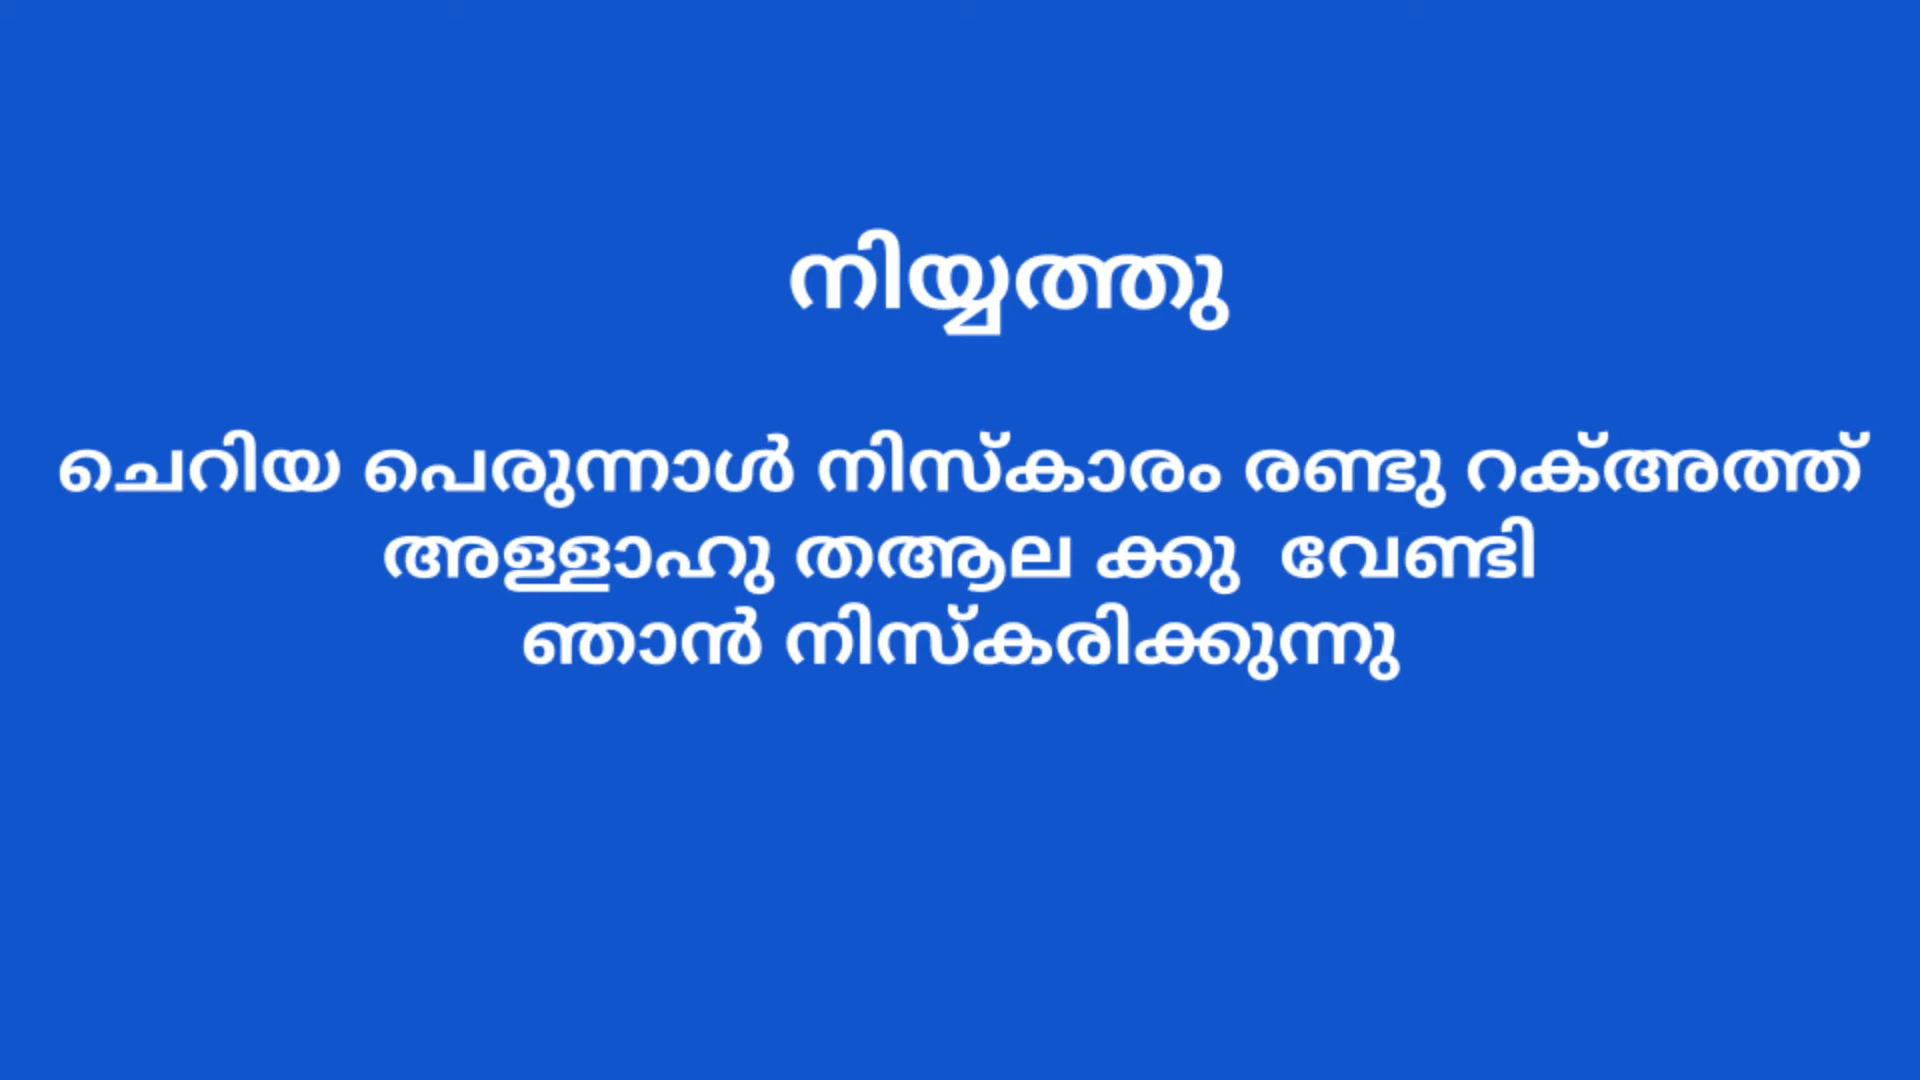 നിയ്യത്തു
ചെറിയ പെരുന്നാൾ നിസ്കാരം രണ്ടു റക്അത്ത്
അള്ളാഹു തആല ക്കു വേണ്ടി
ഞാൻ നിസ്കരിക്കുന്നു